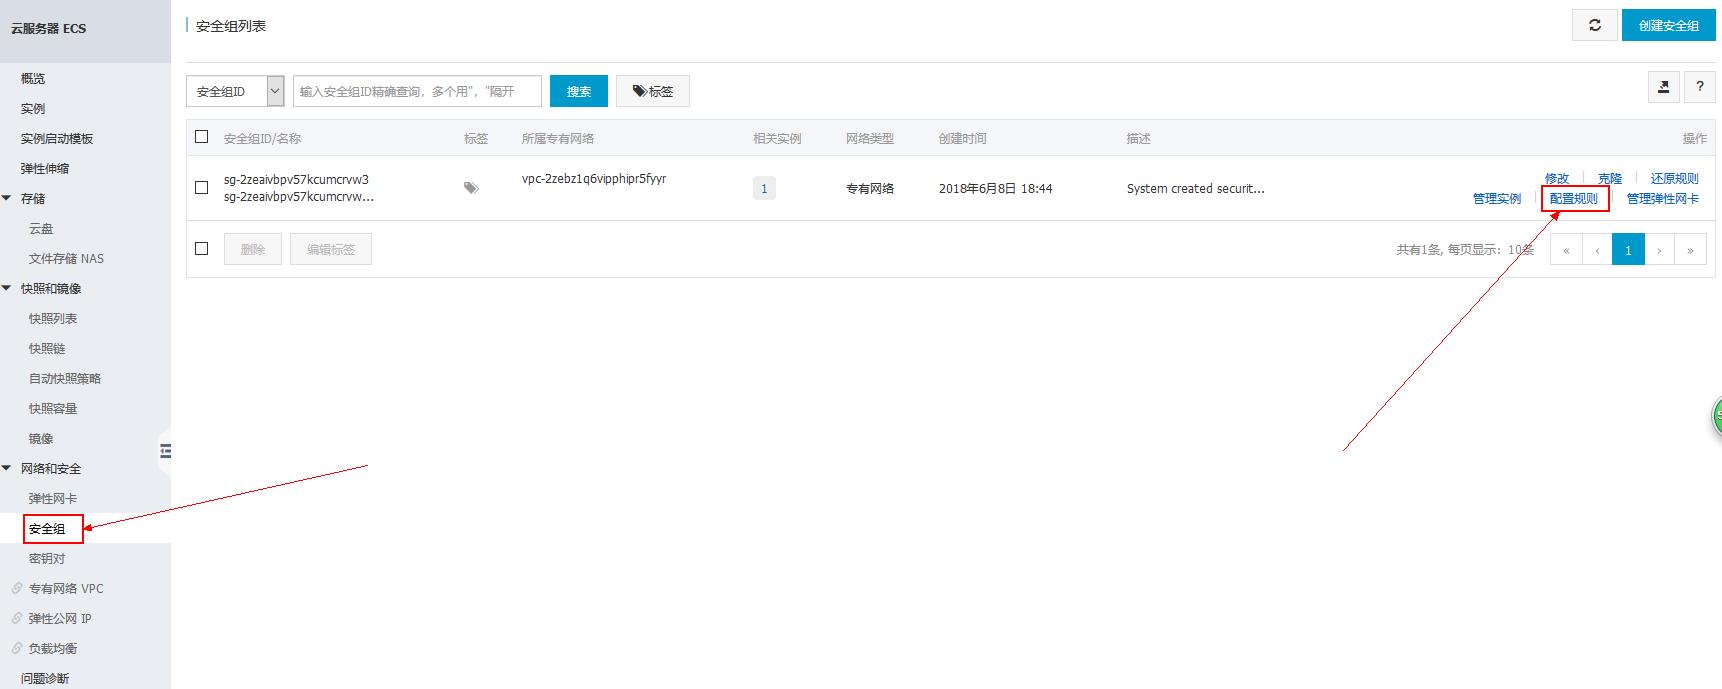 云服务器 ECS
概览
实例
实例启动模板
弹性伸缩
存储
云盘
文件存储 NAS
快照和镜像
快照列表
快照链
自动快照策略
快照容量
镜像
网络和安全
弹性网卡
安全组
密钥对
专有网络 VPC
弹性公网 IP
负载均衡
问题诊断
安全组列表
创建安全组
安全组ID 输入安全组ID精确查询，多个用","隔开 搜索 标签 ?
安全组ID/名称 标签 所属专有网络 相关实例 网络类型 创建时间 描述 操作
sg-2zeaivbpv57kcumcrvw3
sg-2zeaivbpv57kcumcrvw...
vpc-2zebz1q6vipphipr5fyyr
1 专有网络 2018年6月8日 18:44 System created securit...
修改 克隆 还原规则
管理实例 配置规则 管理弹性网卡
删除 编辑标签 共有1条, 每页显示：10条 « ‹ 1 › »